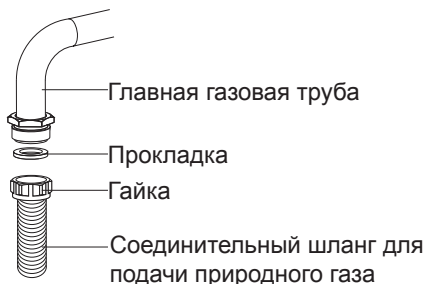 Главная газовая труба
Прокладка
Гайка
Соединительный шланг для
подачи природного газа